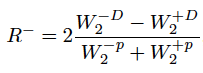 R^- = 2 \frac{W_2^{-D} - W_2^{+D}}{W_2^{-p} + W_2^{+p}}